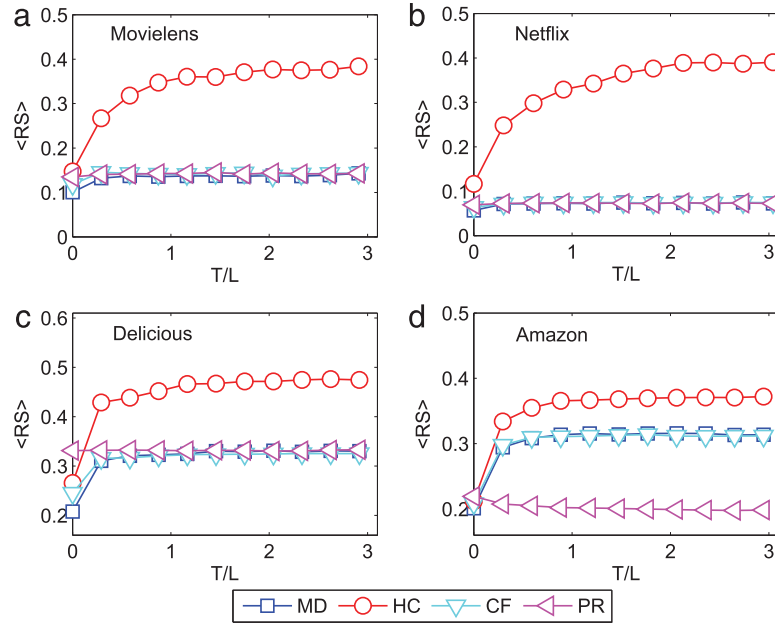 a
Movielens
0.5
0.4
0.3
0.2
0.1
0
<RS>
0 1 2 3
T/L
b
Netflix
0.5
0.4
0.3
0.2
0.1
0
<RS>
0 1 2 3
T/L
c
Delicious
0.6
0.5
0.4
0.3
0.2
<RS>
0 1 2 3
T/L
d
Amazon
0.5
0.4
0.3
0.2
<RS>
0 1 2 3
T/L
MD HC CF PR